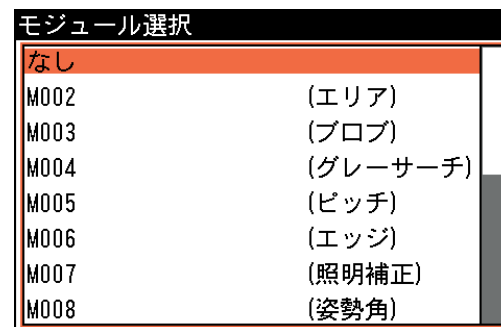 モジュール選択
なし
M002 (エリア)
M003 (ブロブ)
M004 (グレーサーチ)
M005 (ピッチ)
M006 (エッジ)
M007 (照明補正)
M008 (姿勢角)